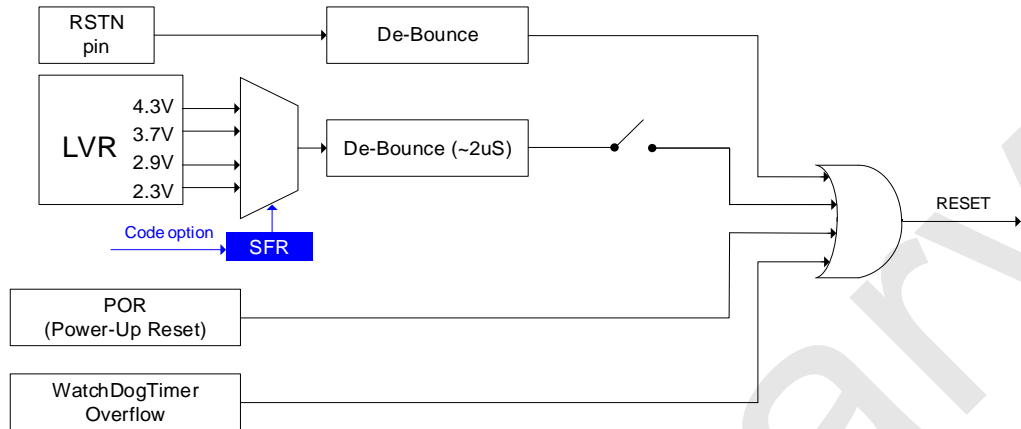 RSTN
pin
De-Bounce
LVR
4.3V
3.7V
2.9V
2.3V
De-Bounce (~2uS)
RESET
Code option
SFR
POR
(Power-Up Reset)
WatchDogTimer
Overflow